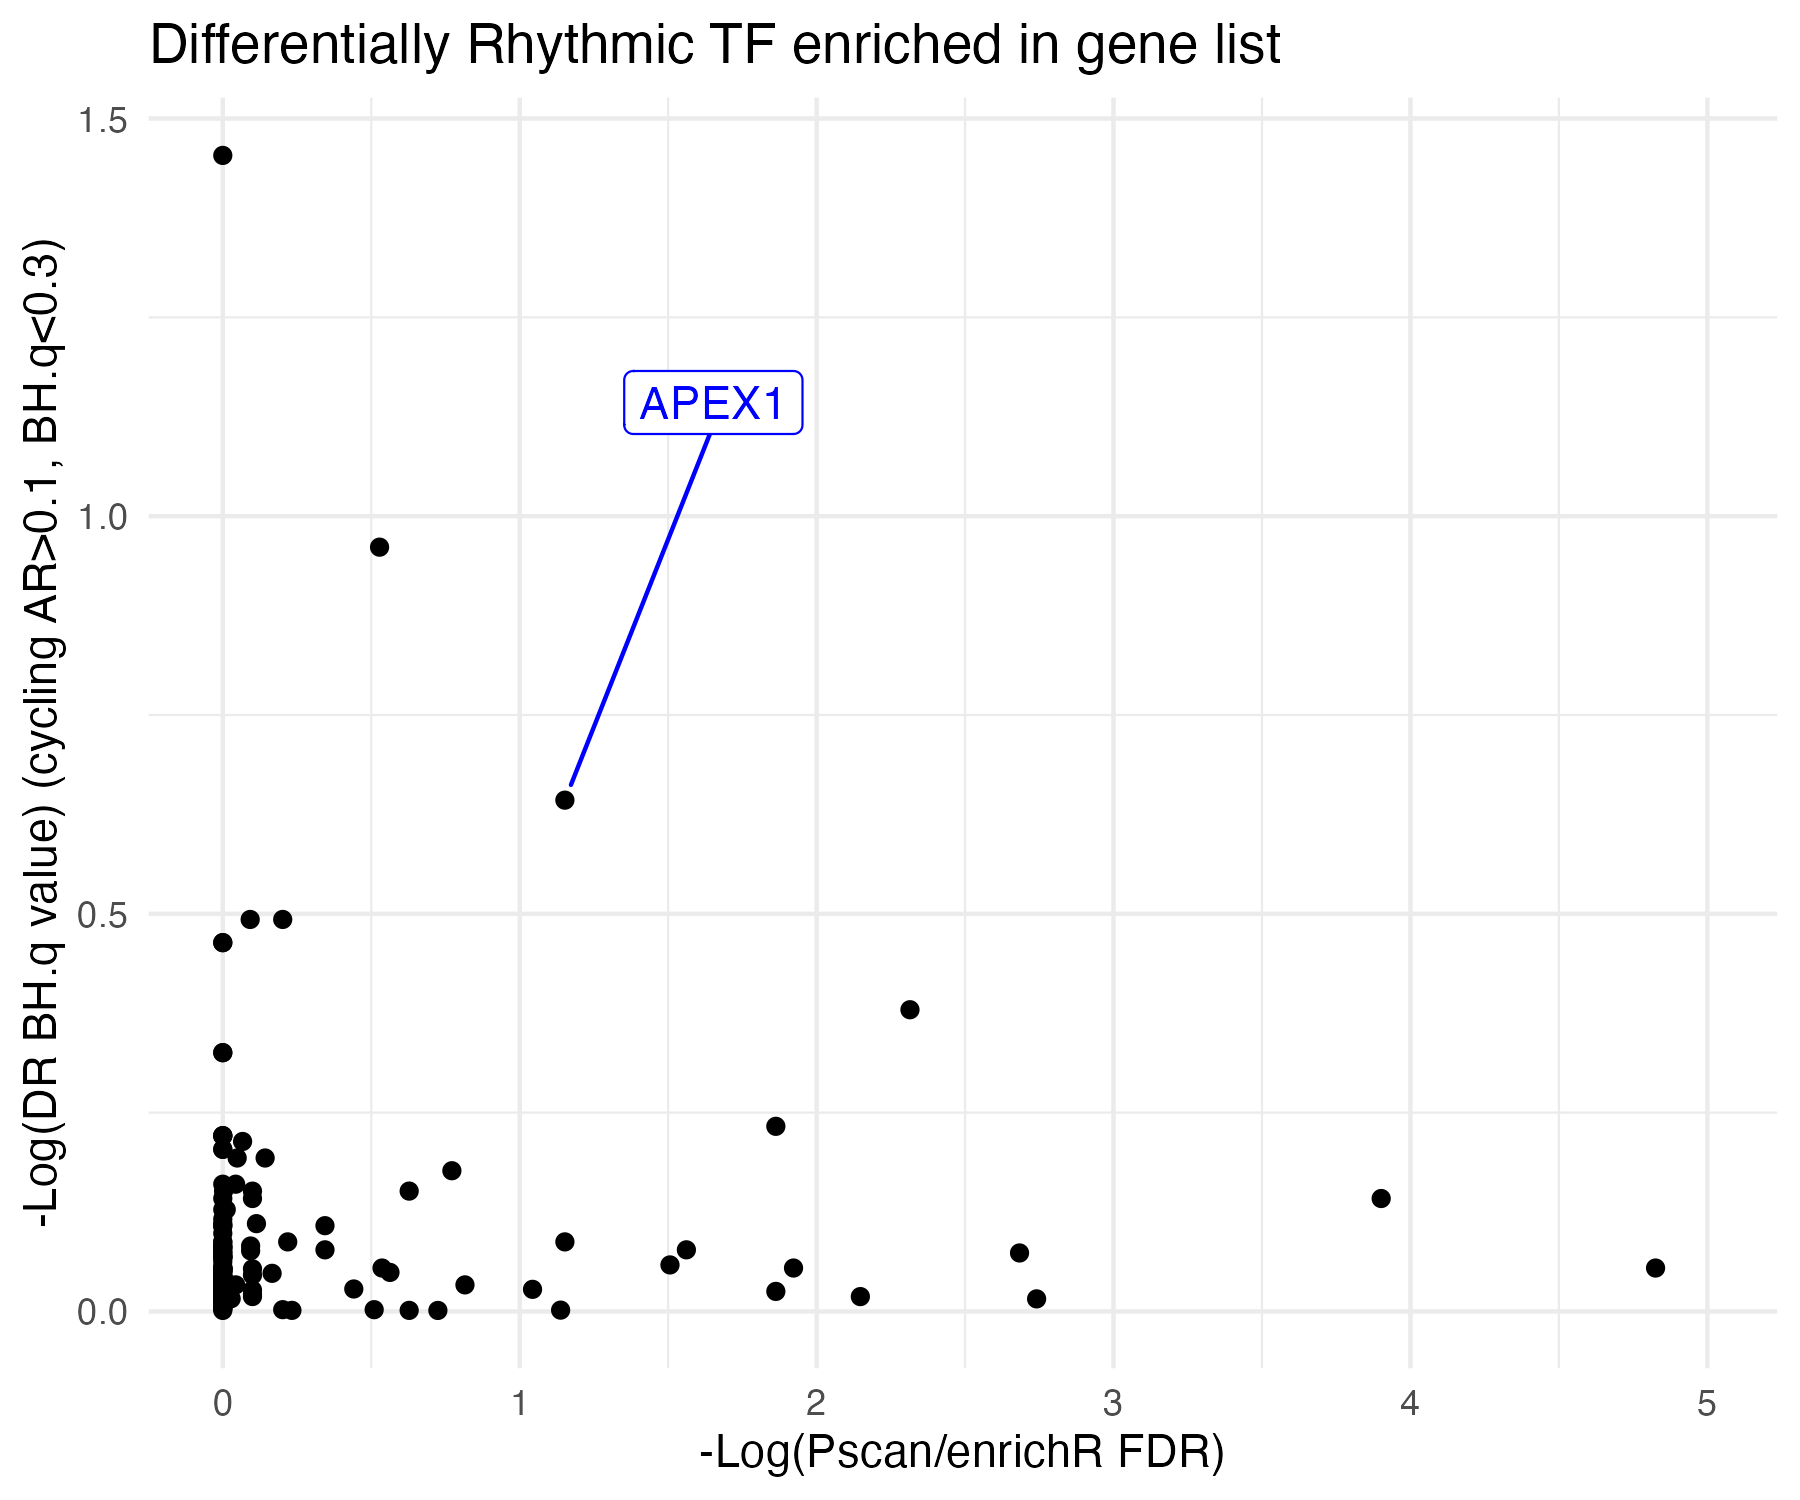 Differentially Rhythmic TF enriched in gene list
-Log(DR BH.q value) (cycling AR>0.1, BH.q<0.3)
1.5
1.0
0.5
0.0
APEX1
0 1 2 3 4 5
-Log(Pscan/enrichR FDR)